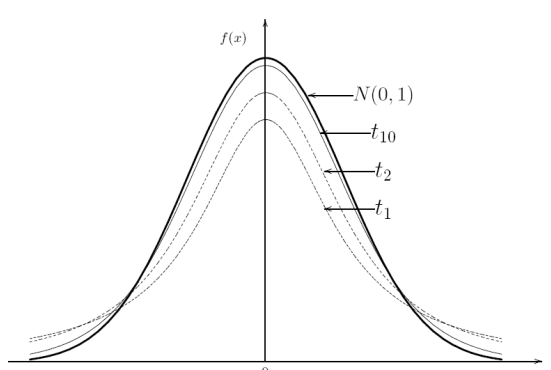 f(x)
N(0, 1)
t₁₀
t₂
t₁